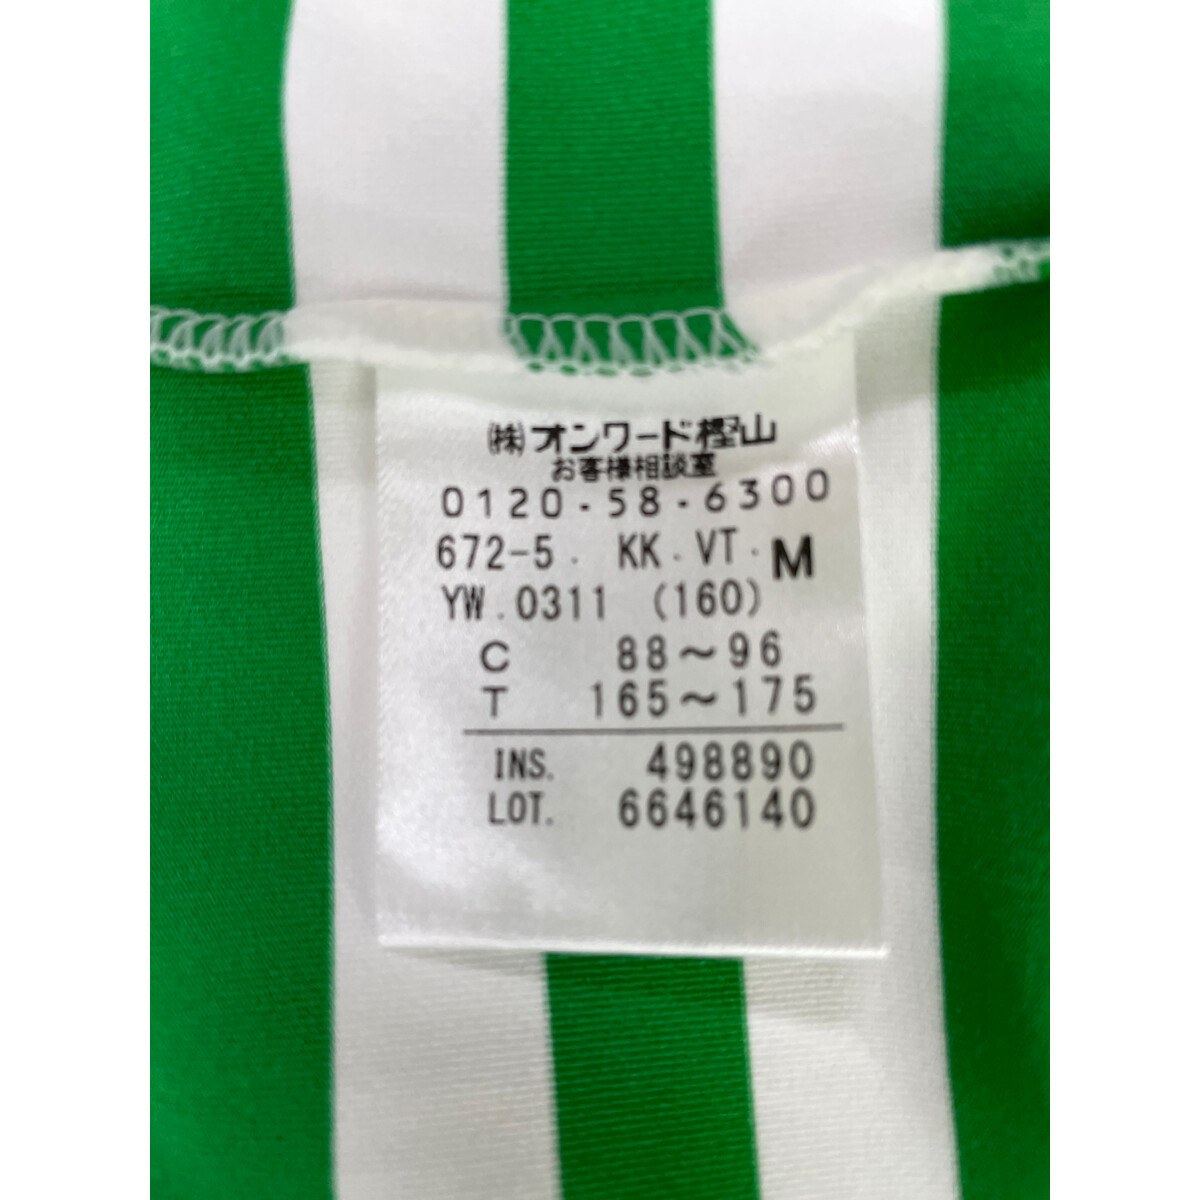 ㈱オンワード樫山
お客様相談室
0120-58-6300
672-5. KK.VT. M
YW.0311 (160)
C 88~96
T 165~175
INS. 498890
LOT. 6646140